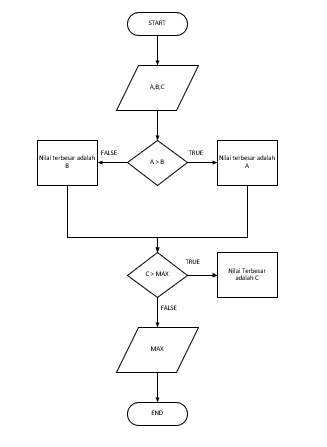 START
A,B,C
FALSE
TRUE
Nilai terbesar adalah
B
A > B
Nilai terbesar adalah
A
TRUE
C > MAX
Nilai Terbesar
adalah C
FALSE
MAX
END